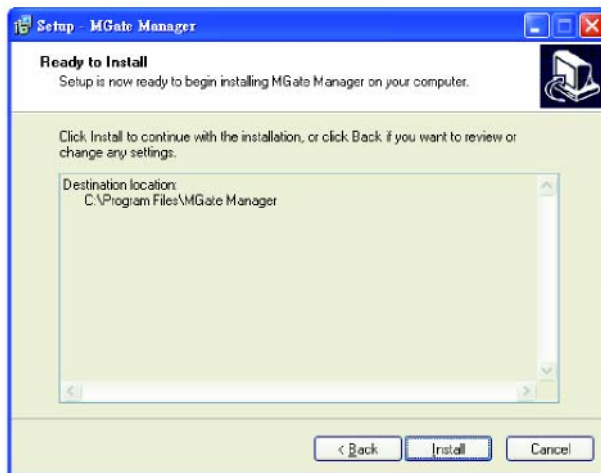 Setup - MGate Manager
Ready to Install
Setup is now ready to begin installing MGate Manager on your computer.
Click Install to continue with the installation, or click Back if you want to review or
change any settings.
Destination location:
C:\Program Files\MGate Manager
< Back
Install
Cancel